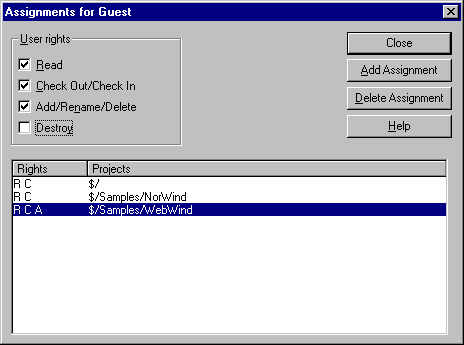 Assignments for Guest
User rights
Read
Check Out/Check In
Add/Rename/Delete
Destroy
Close
Add Assignment
Delete Assignment
Help
Rights Projects
R C $/
R C $/Samples/NorWind
R C A $/Samples/WebWind